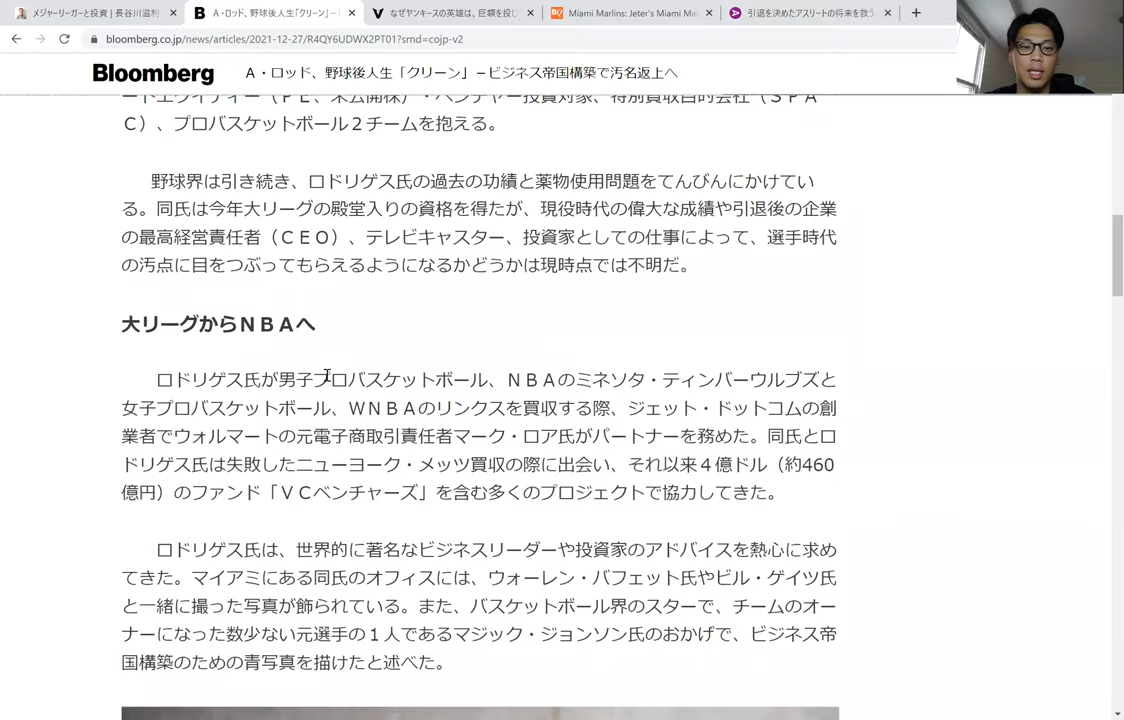 メジャーリーガーと投資 | 長谷川滋利
A・ロッド、野球後人生「クリーン」 –
なぜヤンキースの英雄は、巨額を投じ
Miami Marlins: Jeter's Miami Ma
引退を決めたアスリートの将来を救う
bloomberg.co.jp/news/articles/2021-12-27/R4QY6UDWX2PT01?srnd=cojp-v2
Bloomberg A・ロッド、野球後人生「クリーン」－ビジネス帝国構築で汚名返上へ
ートエクイティー（ＰＥ、未公開株）・ベンチャー投資対象、特別買収目的会社（ＳＰＡ
Ｃ）、プロバスケットボール２チームを抱える。
野球界は引き続き、ロドリゲス氏の過去の功績と薬物使用問題をてんびんにかけてい
る。同氏は今年大リーグの殿堂入りの資格を得たが、現役時代の偉大な成績や引退後の企業
の最高経営責任者（ＣＥＯ）、テレビキャスター、投資家としての仕事によって、選手時代
の汚点に目をつぶってもらえるようになるかどうかは現時点では不明だ。
大リーグからＮＢＡへ
ロドリゲス氏が男子プロバスケットボール、ＮＢＡのミネソタ・ティンバーウルブズと
女子プロバスケットボール、ＷＮＢＡのリンクスを買収する際、ジェット・ドットコムの創
業者でウォルマートの元電子商取引責任者マーク・ロア氏がパートナーを務めた。同氏とロ
ドリゲス氏は失敗したニューヨーク・メッツ買収の際に出会い、それ以来４億ドル（約460
億円）のファンド「ＶＣベンチャーズ」を含む多くのプロジェクトで協力してきた。
ロドリゲス氏は、世界的に著名なビジネスリーダーや投資家のアドバイスを熱心に求め
てきた。マイアミにある同氏のオフィスには、ウォーレン・バフェット氏やビル・ゲイツ氏
と一緒に撮った写真が飾られている。また、バスケットボール界のスターで、チームのオー
ナーになった数少ない元選手の１人であるマジック・ジョンソン氏のおかげで、ビジネス帝
国構築のための青写真を描けたと述べた。